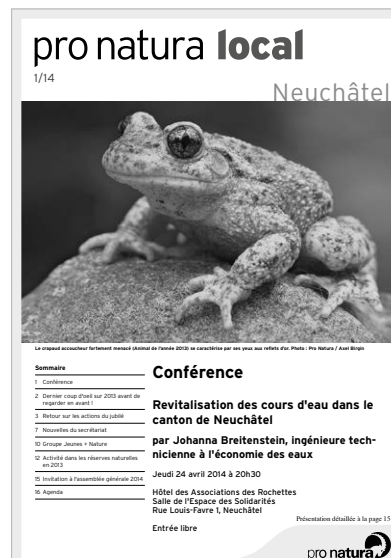 pro natura local
1/14
Neuchâtel
Le crapaud accoucheur fortement menacé (Animal de l'année 2013) se caractérise par ses yeux aux reflets d'or. Photo : Pro Natura / Axel Birgin
Sommaire
1 Conférence
2 Dernier coup d'oeil sur 2013 avant de
regarder en avant !
3 Retour sur les actions du jubilé
7 Nouvelles du secrétariat
10 Groupe Jeunes + Nature
12 Activité dans les réserves naturelles
en 2013
15 Invitation à l'assemblée générale 2014
16 Agenda
Conférence
Revitalisation des cours d'eau dans le
canton de Neuchâtel
par Johanna Breitenstein, ingénieure tech-
nicienne à l'économie des eaux
Jeudi 24 avril 2014 à 20h30
Hôtel des Associations des Rochettes
Salle de l'Espace des Solidarités
Rue Louis-Favre 1, Neuchâtel
Présentation détaillée à la page 15
Entrée libre
pro natura